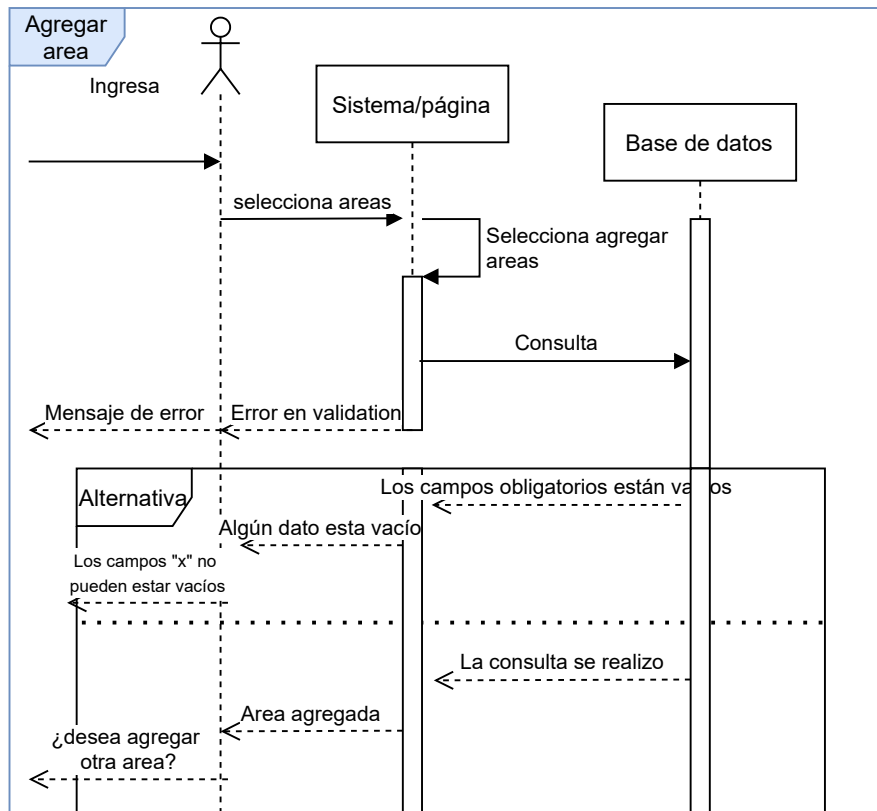 Agregar
area
Ingresa
Sistema/página
Base de datos
selecciona areas
Selecciona agregar
areas
Consulta
Mensaje de error
Error en validation
Alternativa
Los campos obligatorios están va os
Algún dato esta vacío
Los campos "x" no
pueden estar vacíos
La consulta se realizo
Area agregada
¿desea agregar
otra area?